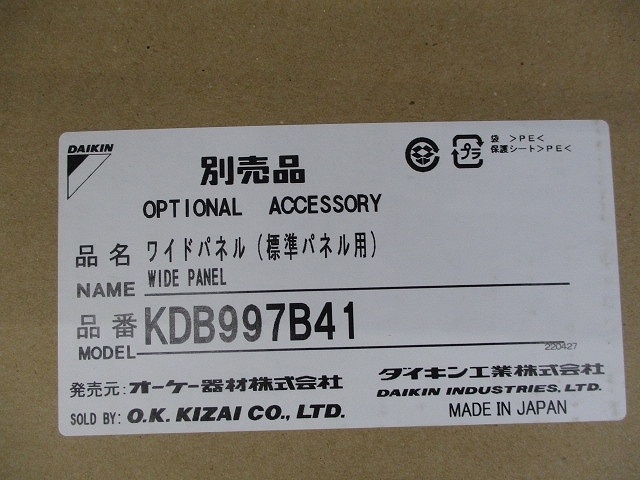 DAIKIN
別売品
OPTIONAL ACCESSORY
プラ
袋 >PE<
保護シート>PE<
品名 ワイドパネル(標準パネル用)
NAME WIDE PANEL
品番 KDB997B41
MODEL
220427
発売元:オーケー器材株式会社
SOLD BY: O.K. KIZAI CO., LTD.
ダイキン工業株式会社
DAIKIN INDUSTRIES, LTD.
MADE IN JAPAN